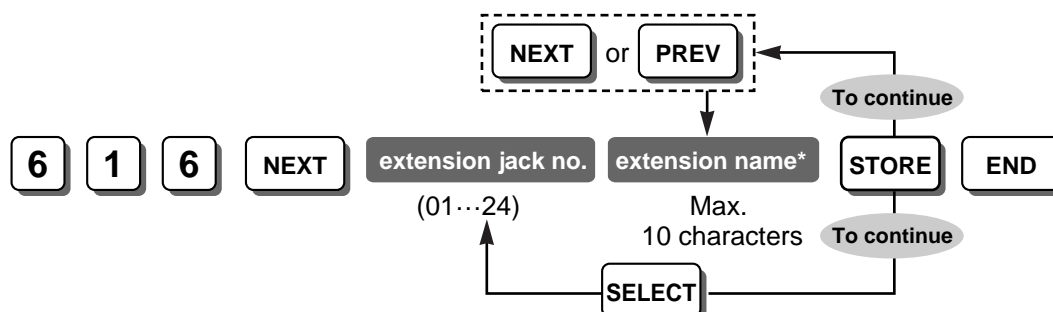 NEXT or PREV
To continue
6 1 6 NEXT extension jack no. extension name* STORE END
(01···24) Max.
10 characters To continue
SELECT